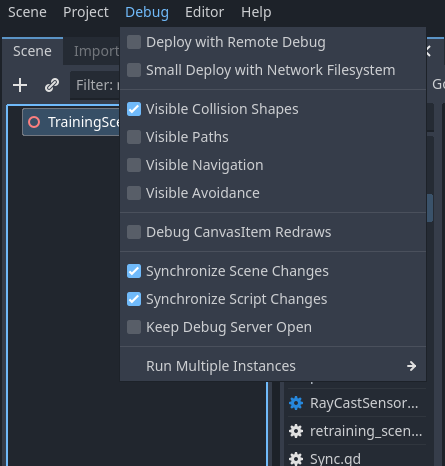 Scene Project Debug Editor Help
Scene Import
Filter:
TrainingSce
Deploy with Remote Debug
Small Deploy with Network Filesystem
Visible Collision Shapes
Visible Paths
Visible Navigation
Visible Avoidance
Debug CanvasItem Redraws
Synchronize Scene Changes
Synchronize Script Changes
Keep Debug Server Open
Run Multiple Instances
RayCastSensor...
retraining_scen...
Sync.gd